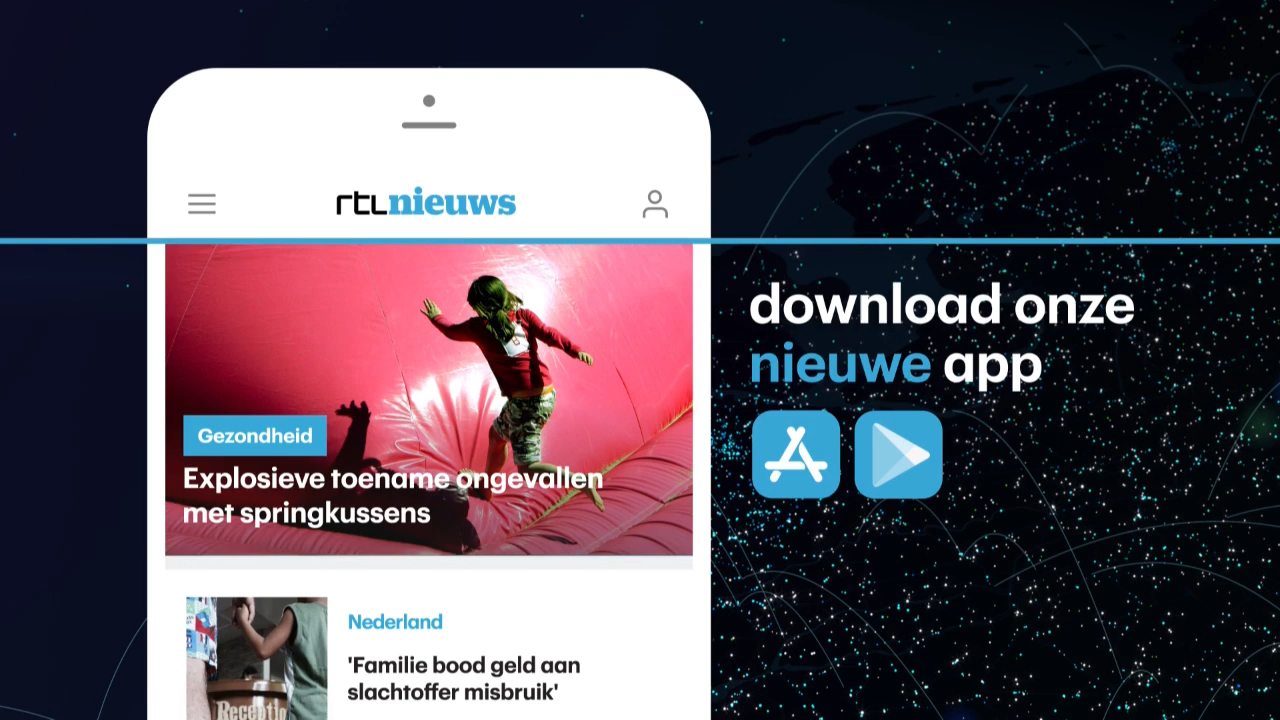 rtlnieuws
download onze
nieuwe app
Gezondheid
Explosieve toename ongevallen
met springkussens
Nederland
'Familie bood geld aan
slachtoffer misbruik'